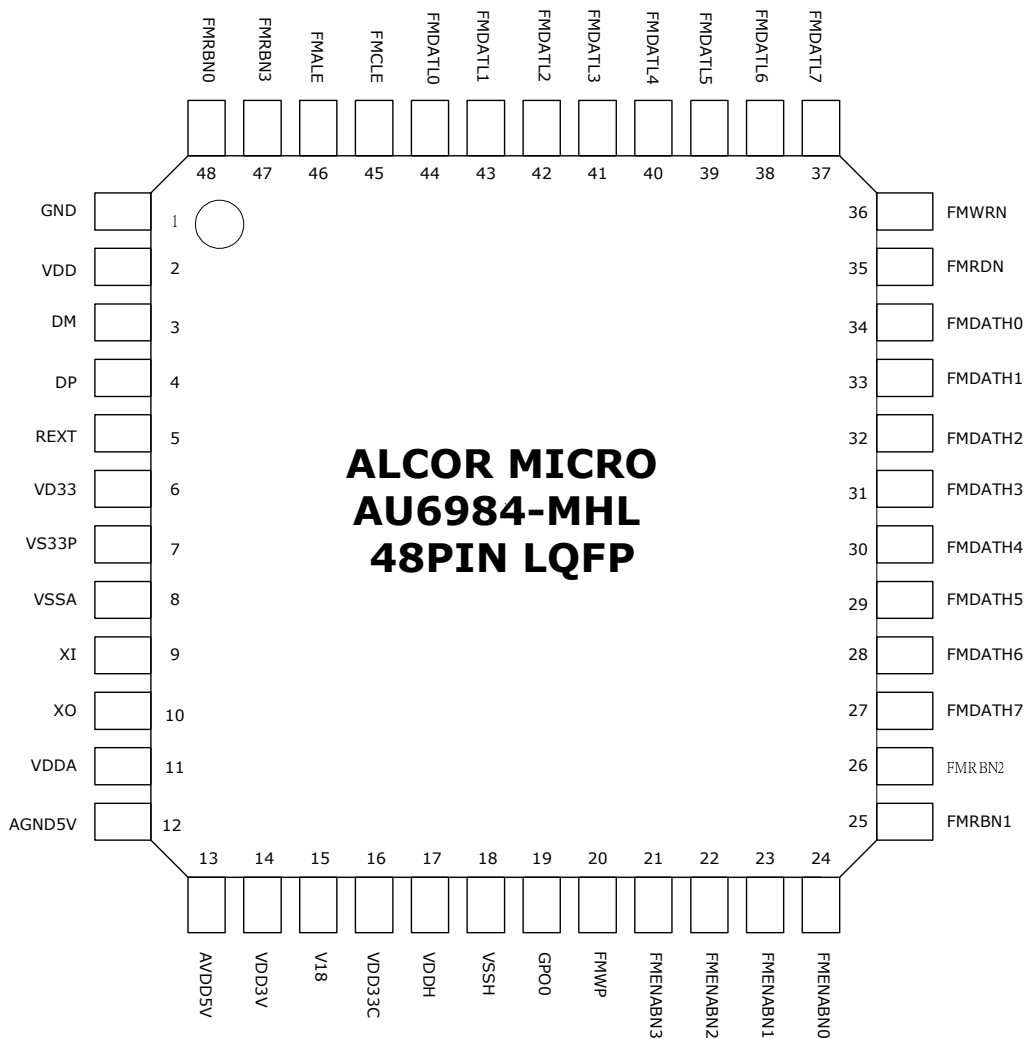 FMRBN0
FMRBN3
FMALE
FMCLE
FMDATL0
FMDATL1
FMDATL2
FMDATL3
FMDATL4
FMDATL5
FMDATL6
FMDATL7
48 47 46 45 44 43 42 41 40 39 38 37
GND 1
VDD 2
DM 3
DP 4
REXT 5
VD33 6
VS33P 7
VSSA 8
XI 9
XO 10
VDDA 11
AGND5V 12
ALCOR MICRO
AU6984-MHL
48PIN LQFP
36 FMWRN
35 FMRDN
34 FMDATH0
33 FMDATH1
32 FMDATH2
31 FMDATH3
30 FMDATH4
29 FMDATH5
28 FMDATH6
27 FMDATH7
26 FMRBN2
25 FMRBN1
13 14 15 16 17 18 19 20 21 22 23 24
AVDD5V
VDD3V
V18
VDD33C
VDDH
VSSH
GPO0
FMWP
FMENABN3
FMENABN2
FMENABN1
FMENABN0